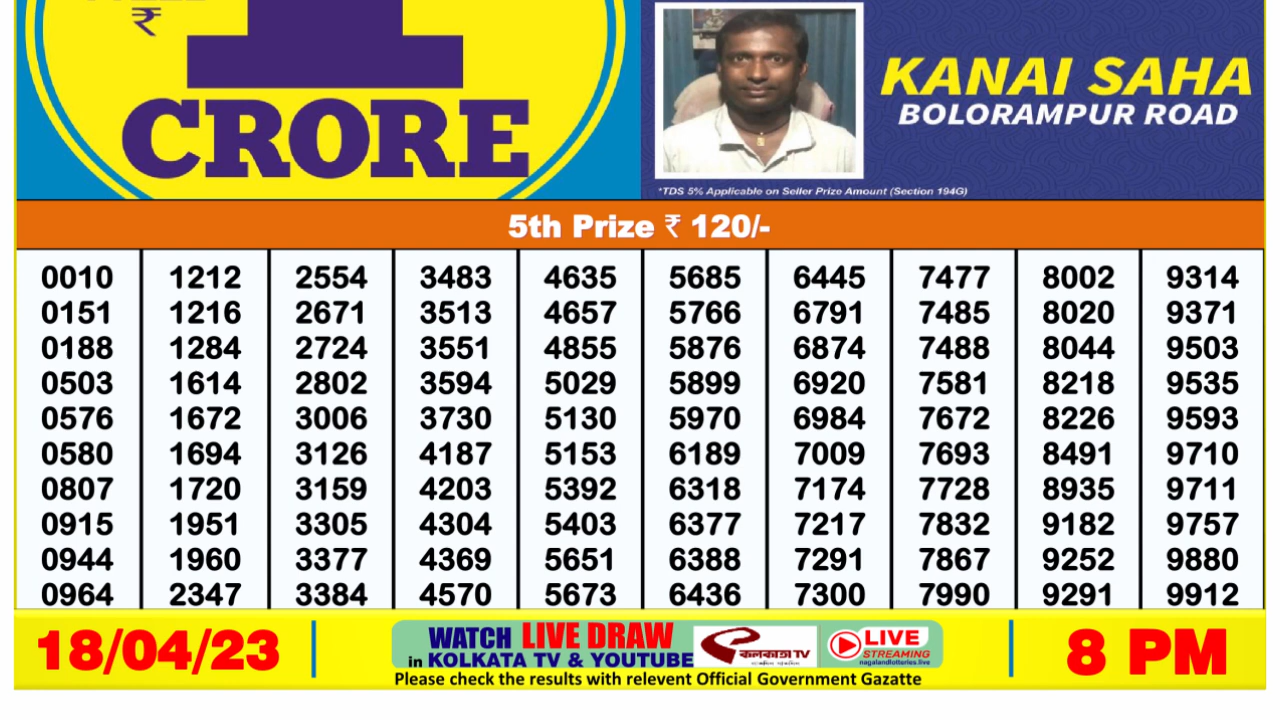 ₹
1
CRORE
KANAI SAHA
BOLORAMPUR ROAD
*TDS 5% Applicable on Seller Prize Amount (Section 194G)
5th Prize ₹ 120/-
0010 1212 2554 3483 4635 5685 6445 7477 8002 9314
0151 1216 2671 3513 4657 5766 6791 7485 8020 9371
0188 1284 2724 3551 4855 5876 6874 7488 8044 9503
0503 1614 2802 3594 5029 5899 6920 7581 8218 9535
0576 1672 3006 3730 5130 5970 6984 7672 8226 9593
0580 1694 3126 4187 5153 6189 7009 7693 8491 9710
0807 1720 3159 4203 5392 6318 7174 7728 8935 9711
0915 1951 3305 4304 5403 6377 7217 7832 9182 9757
0944 1960 3377 4369 5651 6388 7291 7867 9252 9880
0964 2347 3384 4570 5673 6436 7300 7990 9291 9912
18/04/23
WATCH LIVE DRAW
in KOLKATA TV & YOUTUBE
কলকাতা TV
LIVE
STREAMING
nagalandlotteries.live
Please check the results with relevent Official Government Gazatte
8 PM